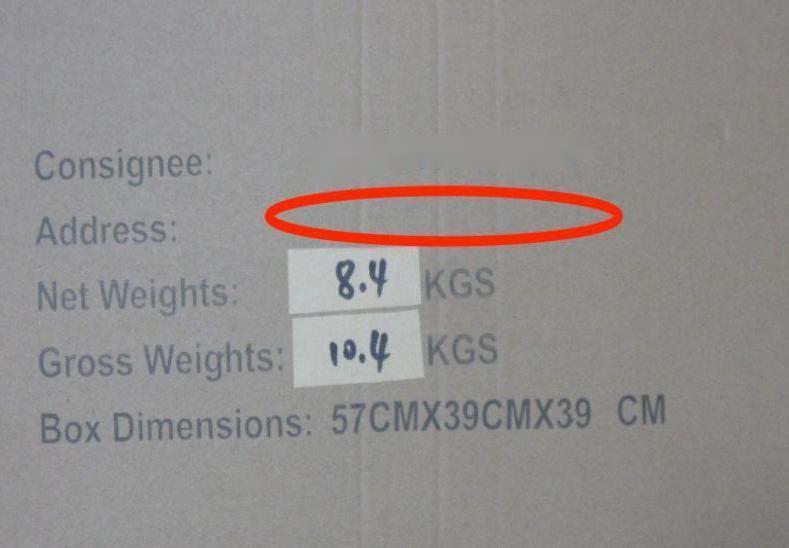 Consignee:
Address:
Net Weights: 8.4 KGS
Gross Weights: 10.4 KGS
Box Dimensions: 57CMX39CMX39 CM